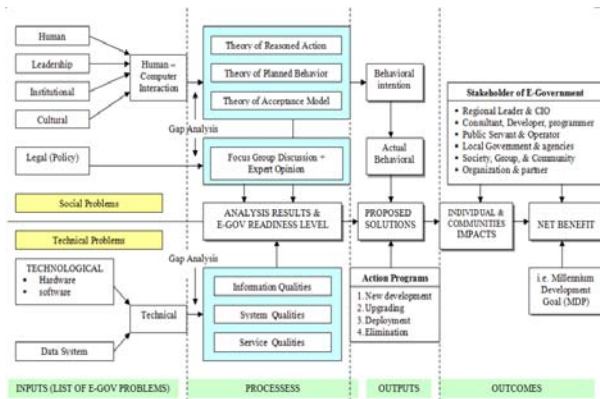 Human
Leadership
Institutional
Cultural
Legal (Policy)
Human –
Computer
Interaction
Gap Analysis
Theory of Reasoned Action
Theory of Planned Behavior
Theory of Acceptance Model
Focus Group Discussion +
Expert Opinion
Behavioral
intention
Actual
Behavioral
Stakeholder of E-Government
▪ Regional Leader & CIO
▪ Consultant, Developer, programmer
▪ Public Servant & Operator
▪ Local Government & agencies
▪ Society, Group, & Community
▪ Organization & partner
Social Problems
Technical Problems
ANALYSIS RESULTS &
E-GOV READINESS LEVEL
PROPOSED
SOLUTIONS
INDIVIDUAL &
COMMUNITIES
IMPACTS
NET BENEFIT
TECHNOLOGICAL
▪ Hardware
▪ software
Data System
Technical
Gap Analysis
Information Qualities
System Qualities
Service Qualities
Action Programs
1. New development
2. Upgrading
3. Deployment
4. Elimination
i.e. Millennium
Development
Goal (MDP)
INPUTS (LIST OF E-GOV PROBLEMS)
PROCESSESS
OUTPUTS
OUTCOMES